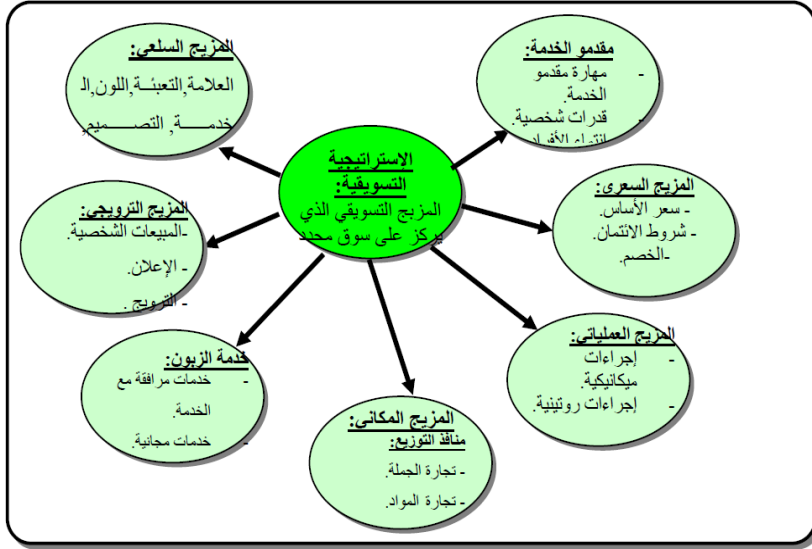 المزيج السلعي:
العلامة,التعبئة,اللون,الـ
خدمة, التصميم,
مقدمو الخدمة:
- مهارة مقدمو
الخدمة.
- قدرات شخصية.
انتماء الأفراد
الاستراتيجية
التسويقية:
المزيج التسويقي الذي
يركز على سوق محدد
المزيج السعري:
- سعر الأساس.
- شروط الائتمان.
-الخصم.
المزيج الترويجي:
-المبيعات الشخصية.
- الإعلان.
- الترويج .
المزيج العملياتي:
- إجراءات
ميكانيكية.
- إجراءات روتينية.
خدمة الزبون:
- خدمات مرافقة مع
الخدمة.
- خدمات مجانية.
المزيج المكاني:
منافذ التوزيع:
- تجارة الجملة.
- تجارة المواد.